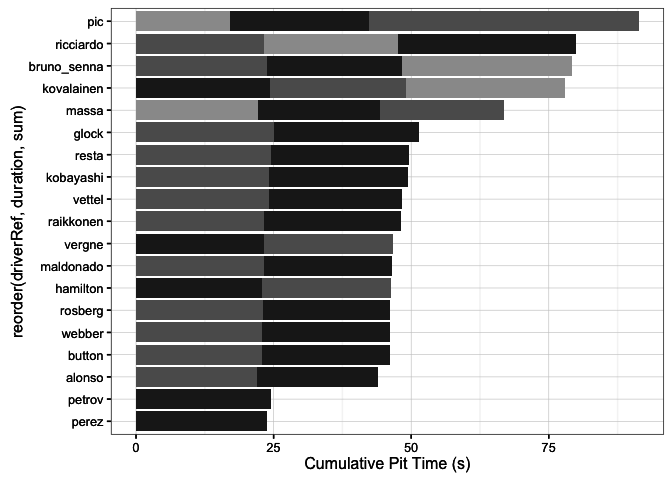 reorder(driverRef, duration, sum)
pic
ricciardo
bruno_senna
kovalainen
massa
glock
resta
kobayashi
vettel
raikkonen
vergne
maldonado
hamilton
rosberg
webber
button
alonso
petrov
perez
0 25 50 75
Cumulative Pit Time (s)